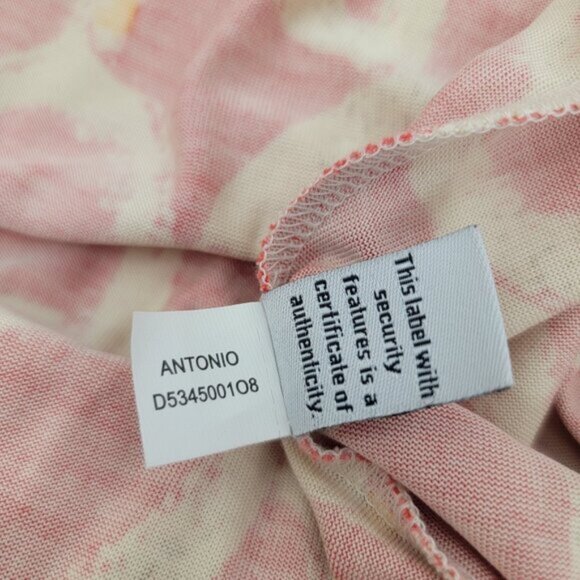 ANTONIO
D5345001O8
This label with
security
features is a
certificate of
authenticity.